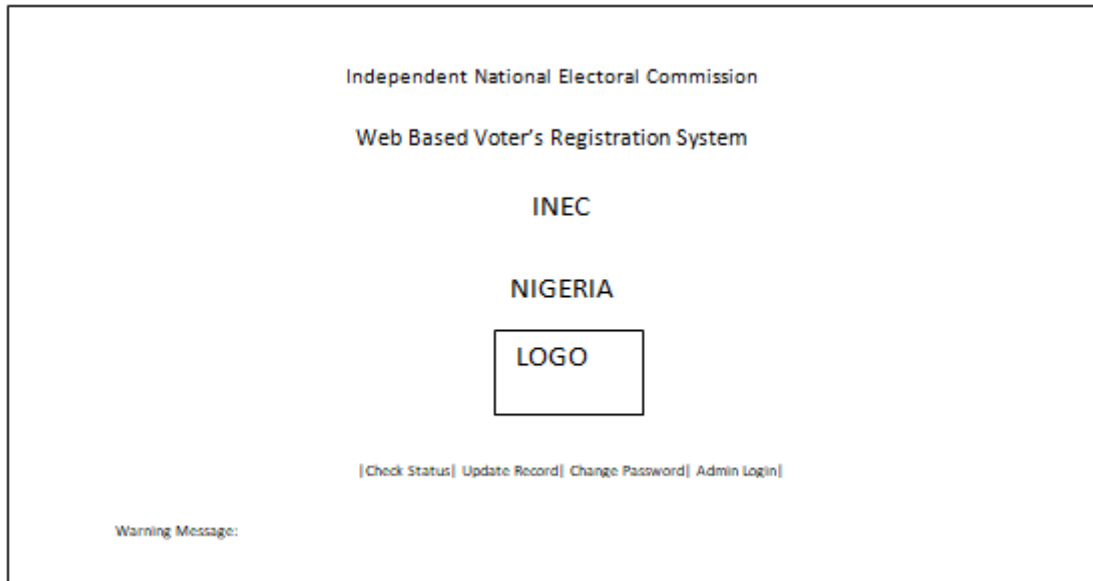 Independent National Electoral Commission
Web Based Voter’s Registration System
INEC
NIGERIA
LOGO
|Check Status| Update Record| Change Password| Admin Login|
Warning Message: